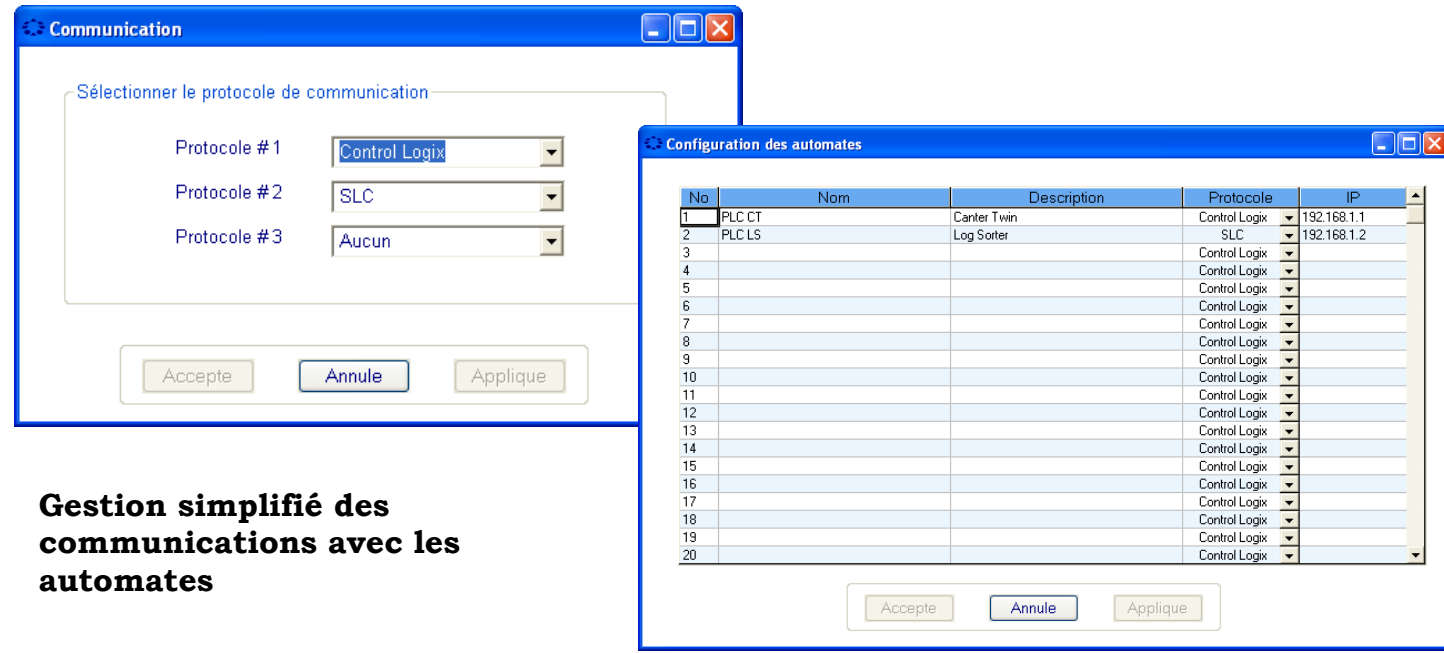 Communication
Sélectionner le protocole de communication
Protocole # 1 Control Logix
Protocole # 2 SLC
Protocole # 3 Aucun
Accepte Annule Applique
Gestion simplifié des
communications avec les
automates
Configuration des automates
No Nom Description Protocole IP
1 PLC CT Canter Twin Control Logix 192.168.1.1
2 PLC LS Log Sorter SLC 192.168.1.2
3 Control Logix
4 Control Logix
5 Control Logix
6 Control Logix
7 Control Logix
8 Control Logix
9 Control Logix
10 Control Logix
11 Control Logix
12 Control Logix
13 Control Logix
14 Control Logix
15 Control Logix
16 Control Logix
17 Control Logix
18 Control Logix
19 Control Logix
20 Control Logix
Accepte Annule Applique